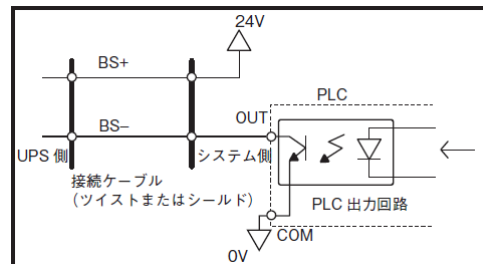 24V
BS+
PLC
OUT
BS−
UPS 側
システム側
接続ケーブル
(ツイストまたはシールド)
PLC 出力回路
COM
0V